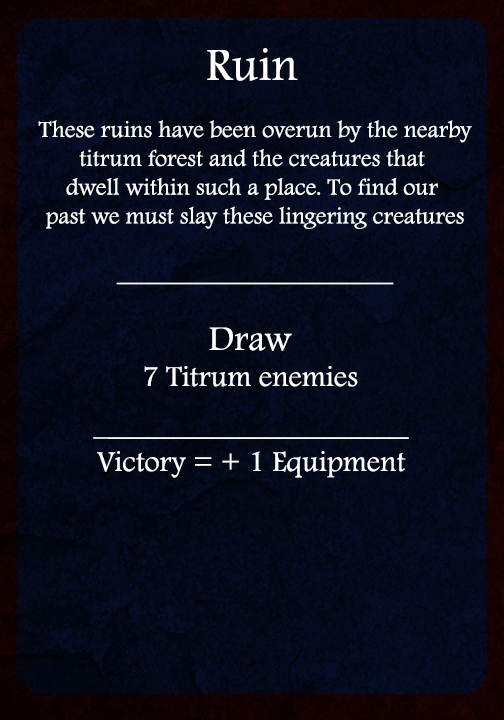 Ruin
These ruins have been overun by the nearby
titrum forest and the creatures that
dwell within such a place. To find our
past we must slay these lingering creatures
Draw
7 Titrum enemies
Victory = + 1 Equipment